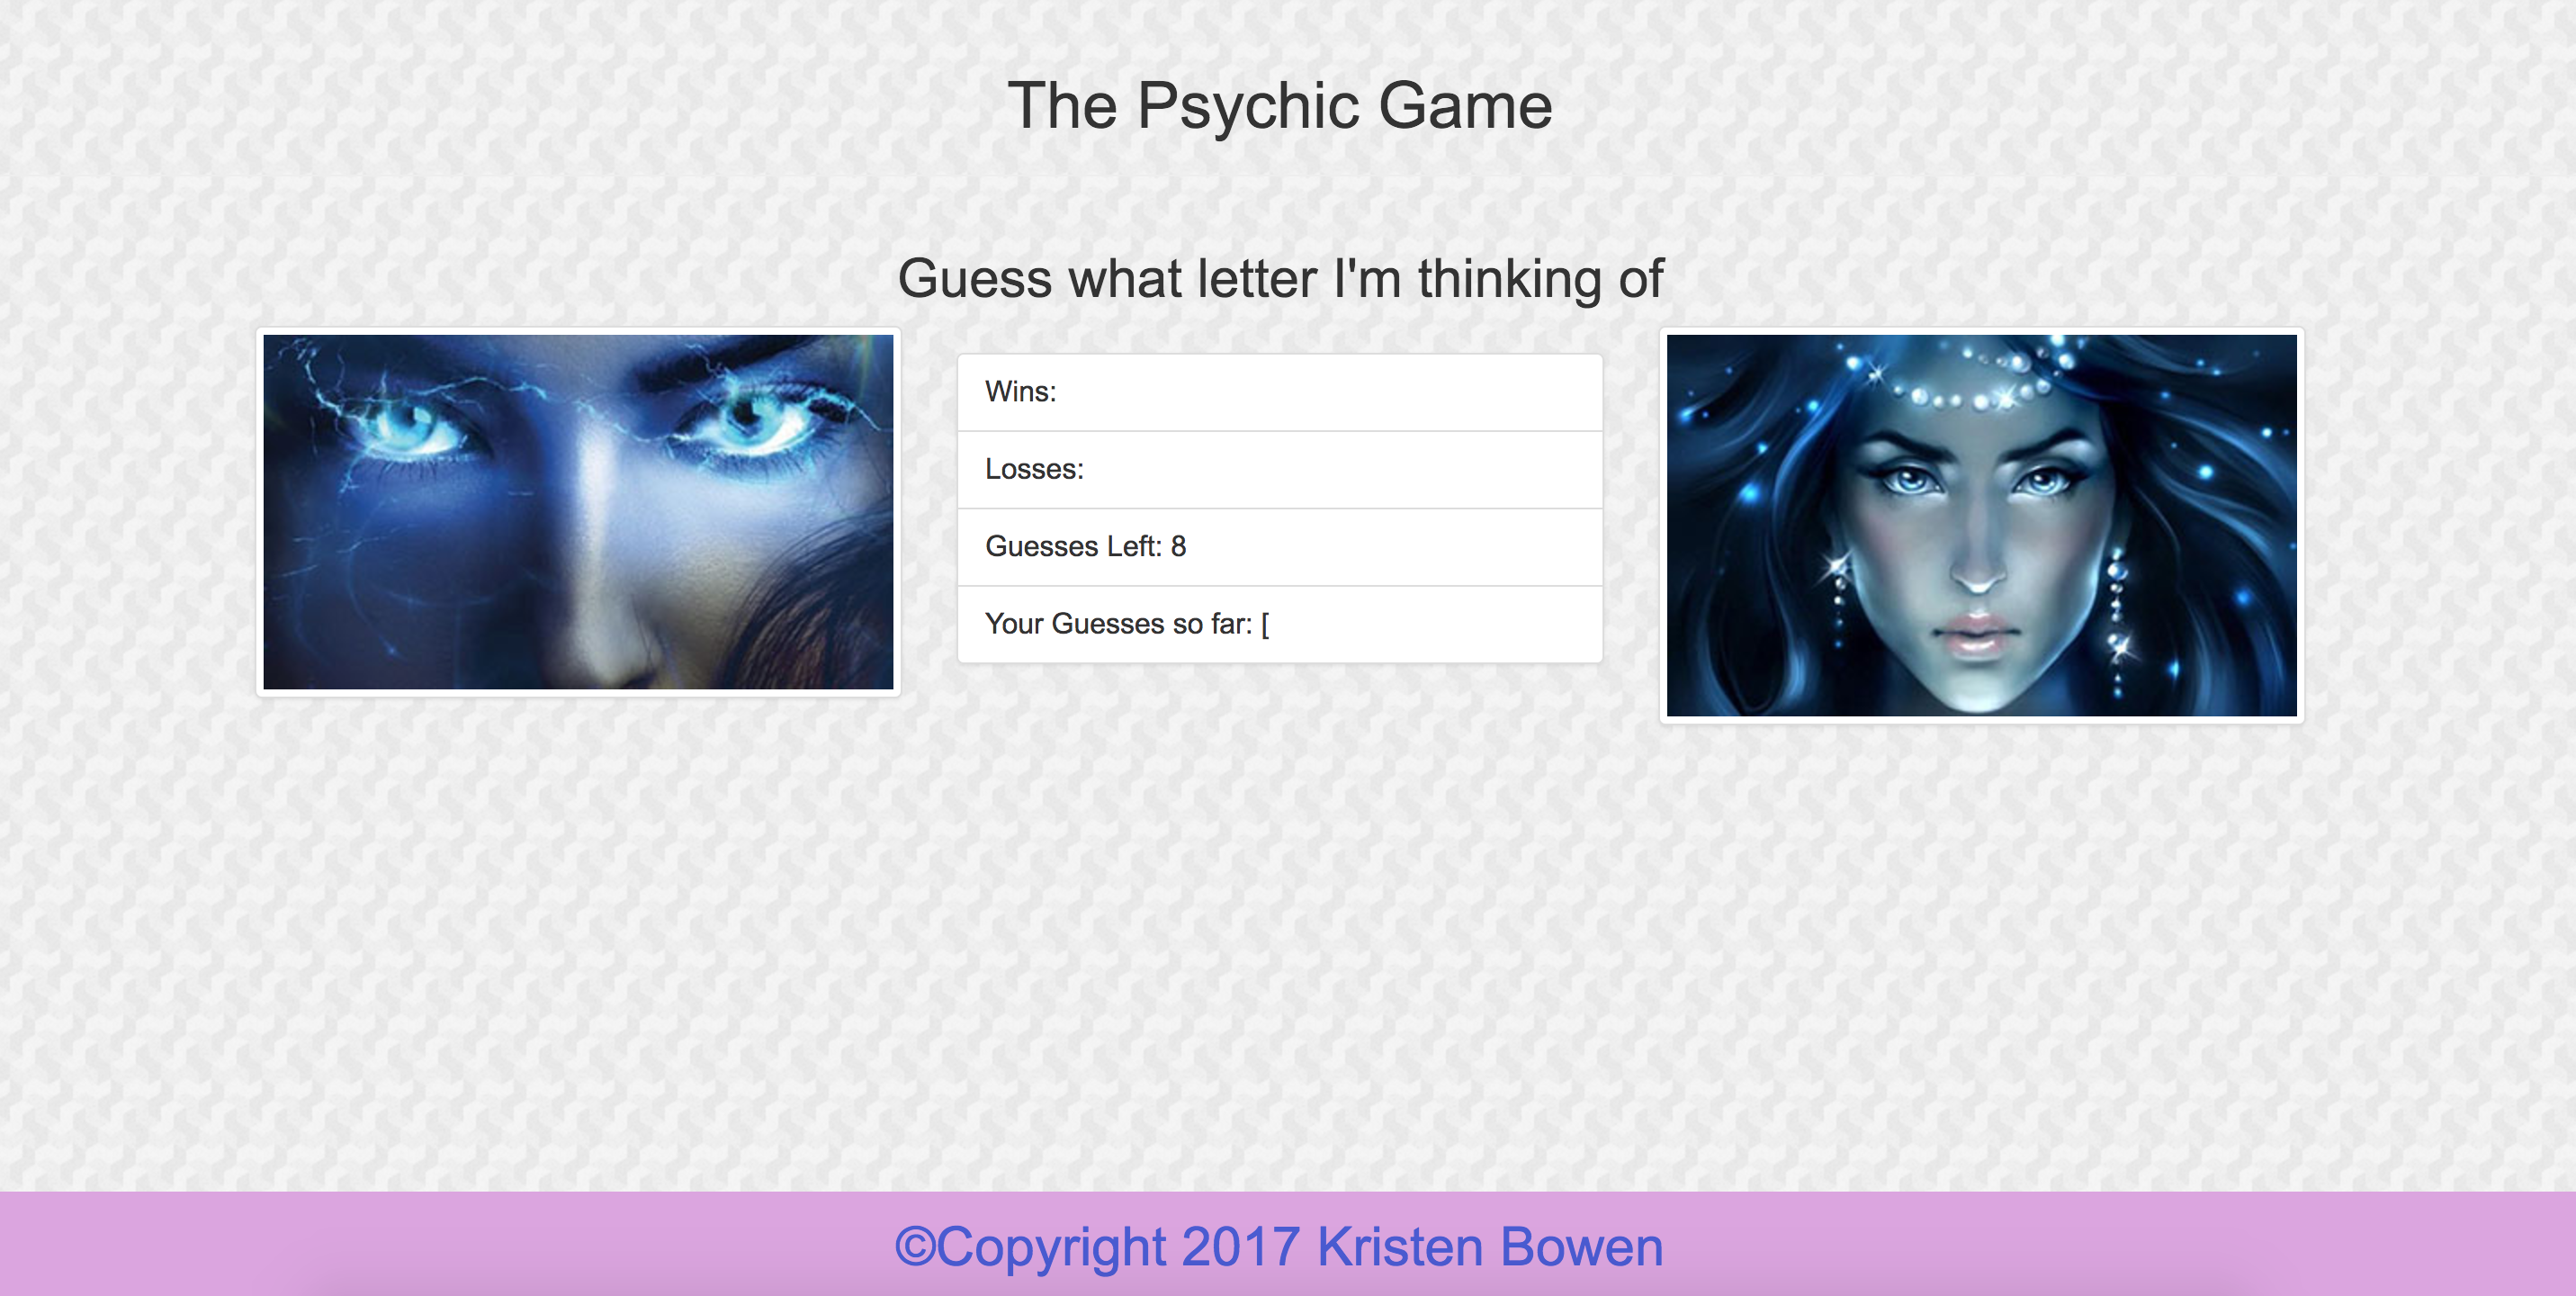 The Psychic Game
Guess what letter I'm thinking of
Wins:
Losses:
Guesses Left: 8
Your Guesses so far: [
©Copyright 2017 Kristen Bowen